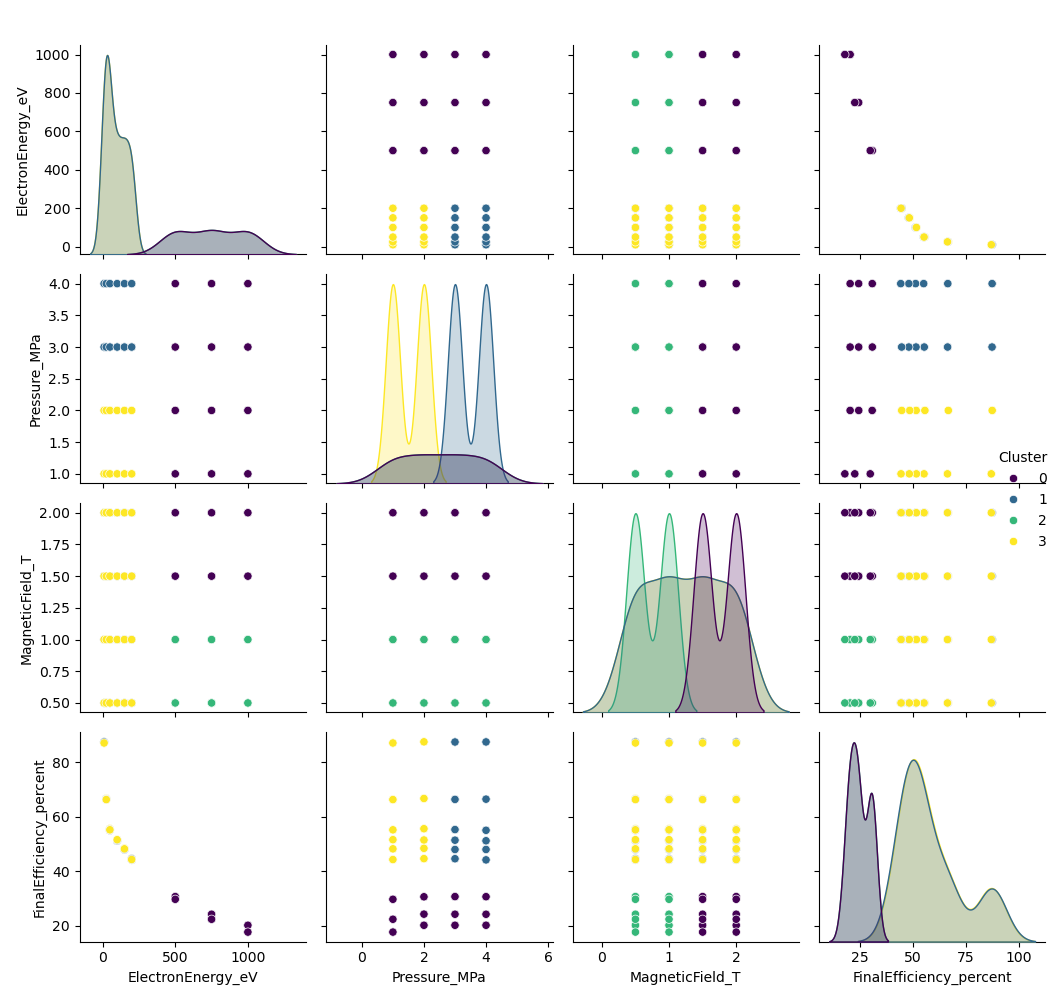 ElectronEnergy_eV
1000
800
600
400
200
0
Pressure_MPa
4.0
3.5
3.0
2.5
2.0
1.5
1.0
Cluster
0
1
2
3
MagneticField_T
2.00
1.75
1.50
1.25
1.00
0.75
0.50
FinalEfficiency_percent
80
60
40
20
0 500 1000
0 2 4 6
0 1 2
25 50 75 100
ElectronEnergy_eV
Pressure_MPa
MagneticField_T
FinalEfficiency_percent